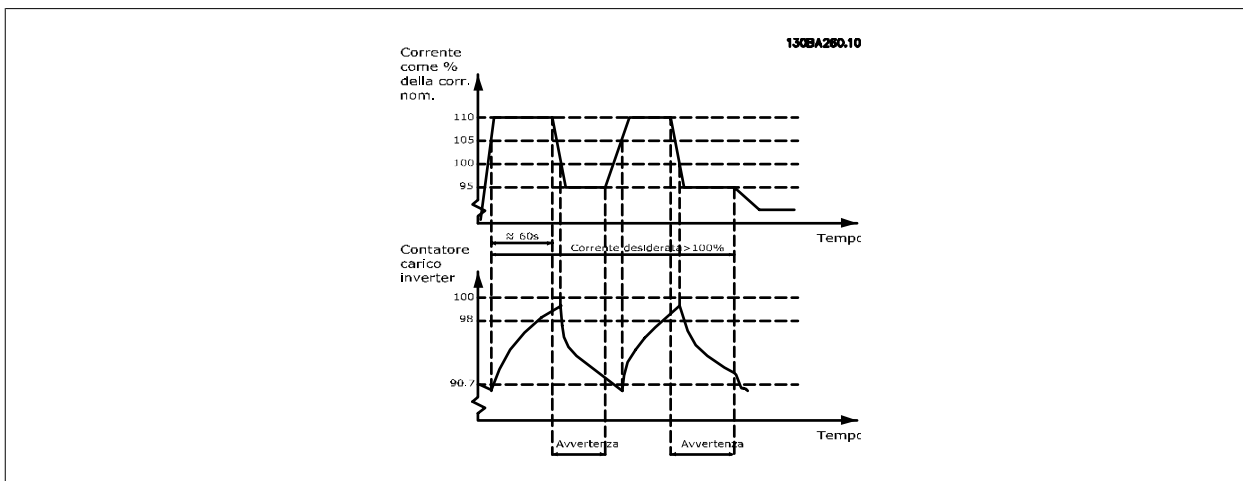 130BA260.10
Corrente
come %
della corr.
nom.
110
105
100
95
Tempo
≈ 60s
Corrente desiderata>100%
Contatore
carico
inverter
100
98
90.7
Tempo
Avvertenza
Avvertenza